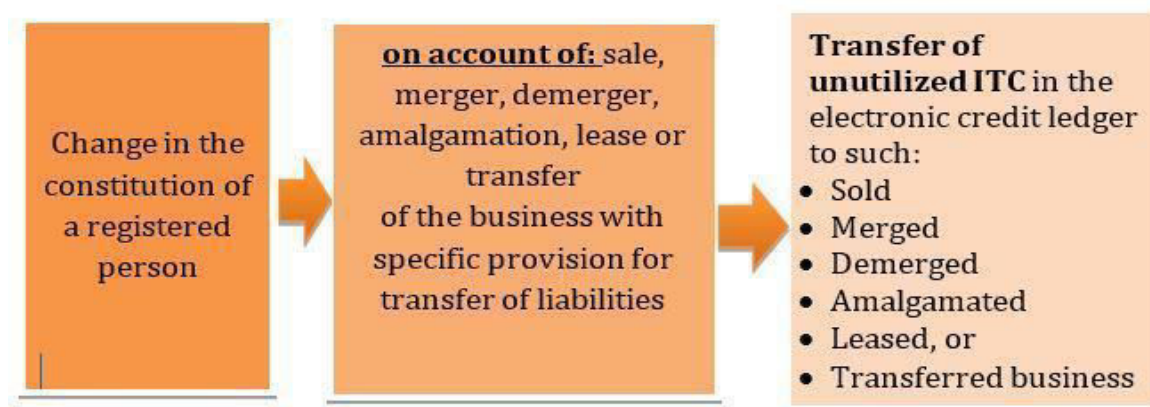 Change in the
constitution of
a registered
person
on account of: sale,
merger, demerger,
amalgamation, lease or
transfer
of the business with
specific provision for
transfer of liabilities
Transfer of
unutilized ITC in the
electronic credit ledger
to such:
• Sold
• Merged
• Demerged
• Amalgamated
• Leased, or
• Transferred business